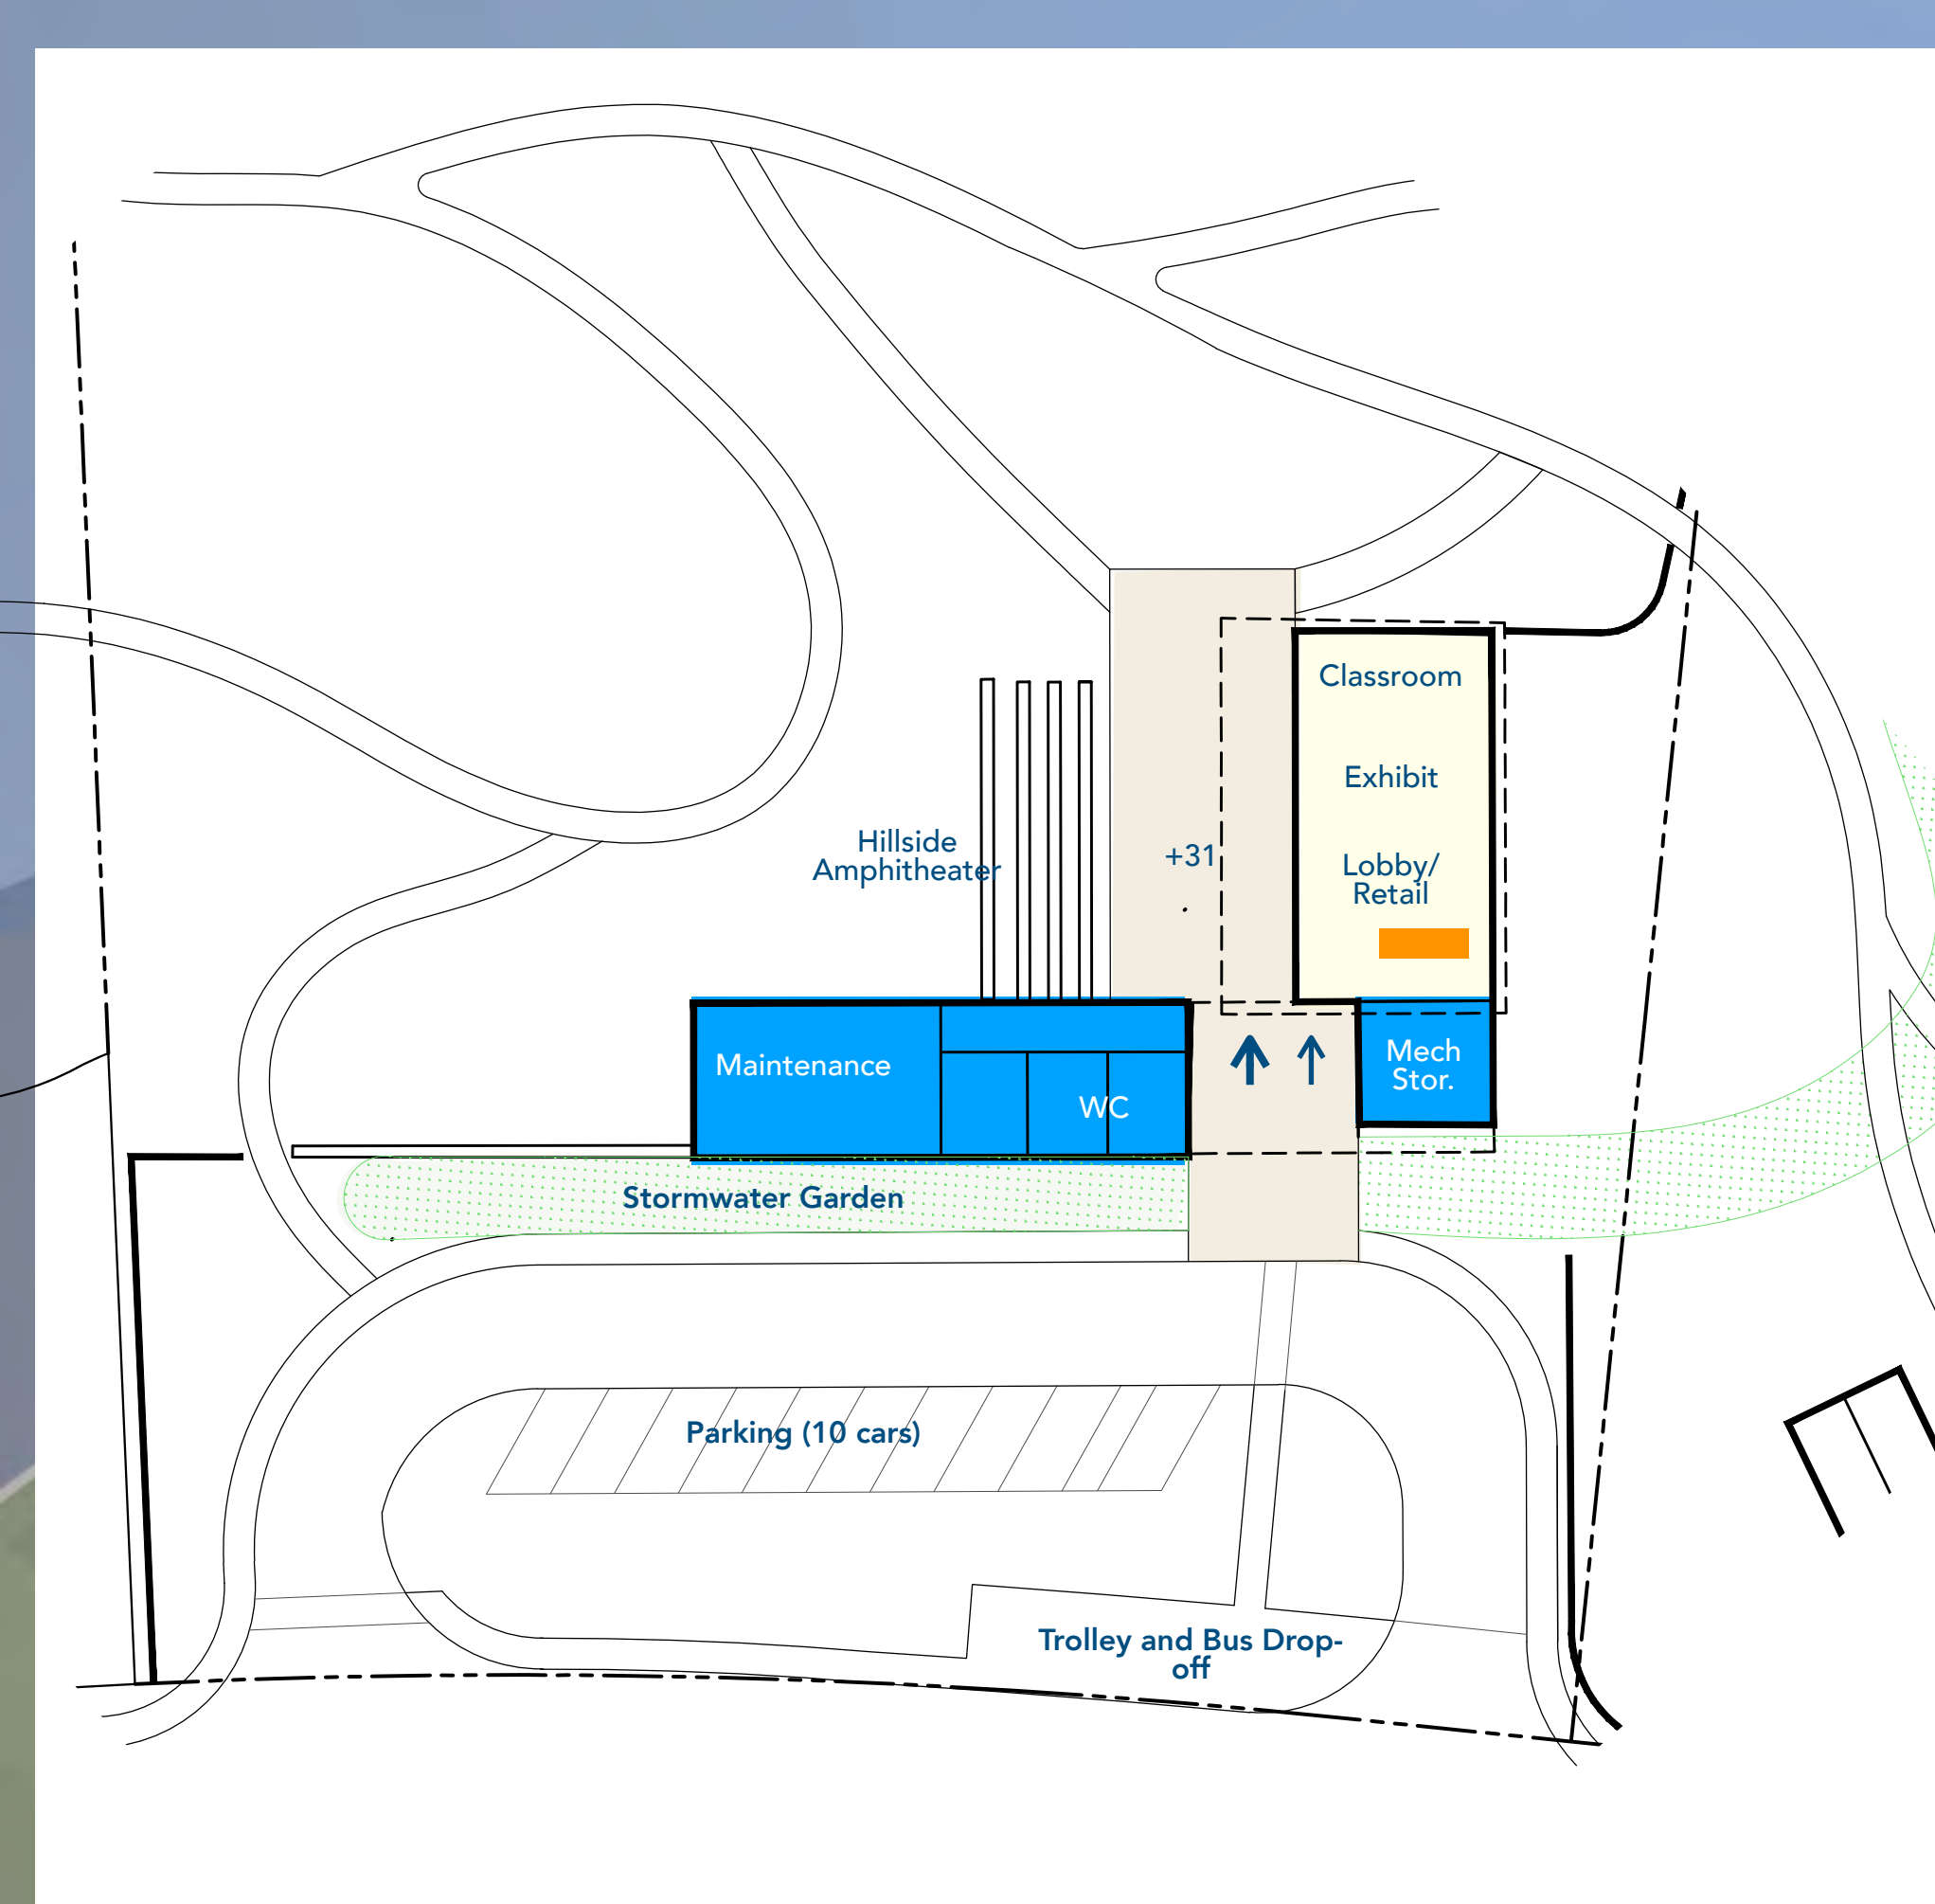 Classroom
Exhibit
Hillside
Amphitheater
+31
Lobby/
Retail
Maintenance
WC
Mech
Stor.
Stormwater Garden
Parking (10 cars)
Trolley and Bus Drop-
off